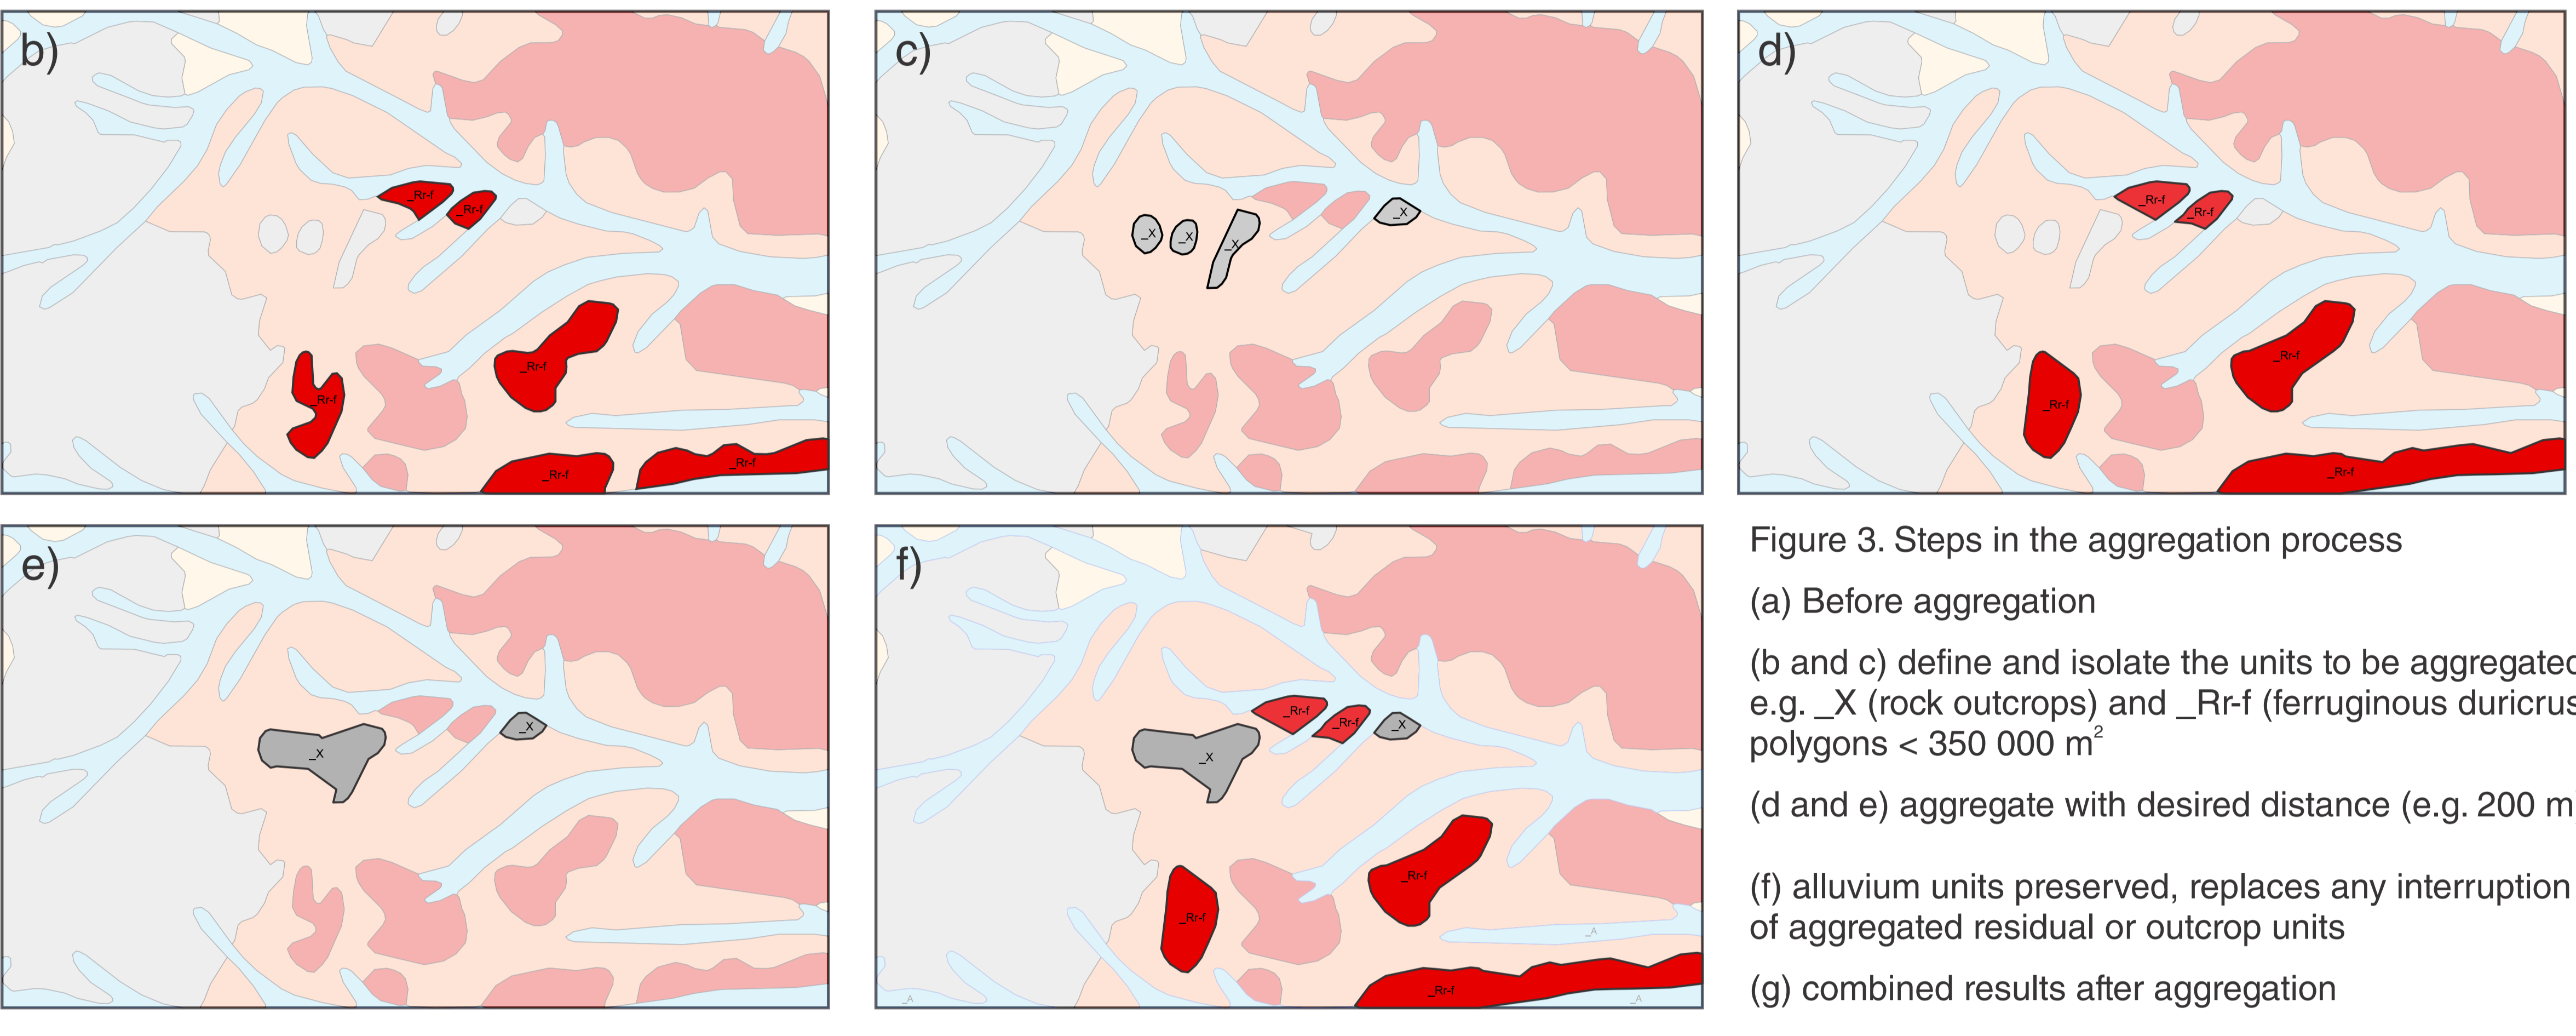 b)
_Rr-f
_Rr-f
_Rr-f
_Rr-f
_Rr-f
_Rr-f
c)
_X
_X
_X
_X
d)
_Rr-f
_Rr-f
_Rr-f
_Rr-f
_Rr-f
e)
_X
_X
f)
_Rr-f
_Rr-f
_X
_X
_Rr-f
_Rr-f
_A
_Rr-f
_A
_A
Figure 3. Steps in the aggregation process
(a) Before aggregation
(b and c) define and isolate the units to be aggregated
e.g. _X (rock outcrops) and _Rr-f (ferruginous duricrus
polygons < 350 000 m²
(d and e) aggregate with desired distance (e.g. 200 m
(f) alluvium units preserved, replaces any interruption
of aggregated residual or outcrop units
(g) combined results after aggregation